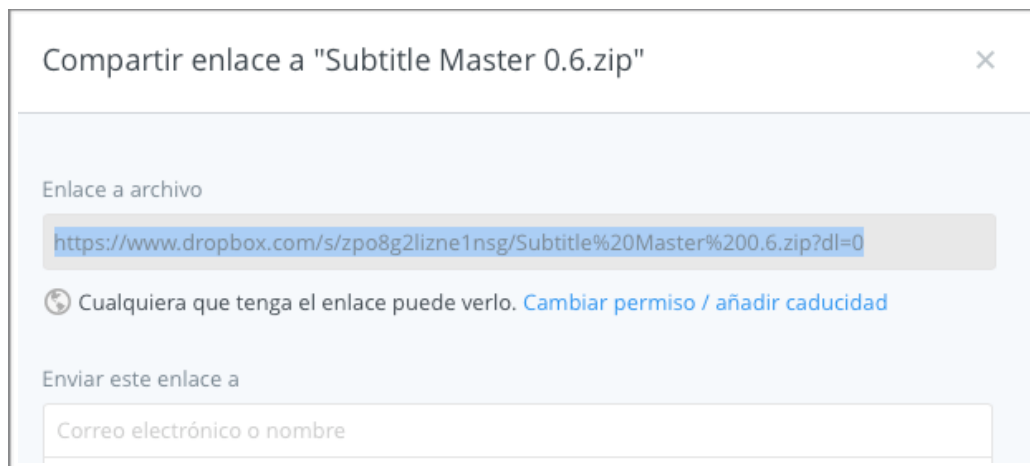 Compartir enlace a "Subtitle Master 0.6.zip"
Enlace a archivo
https://www.dropbox.com/s/zpo8g2lizne1nsg/Subtitle%20Master%200.6.zip?dl=0
Cualquiera que tenga el enlace puede verlo. Cambiar permiso / añadir caducidad
Enviar este enlace a
Correo electrónico o nombre